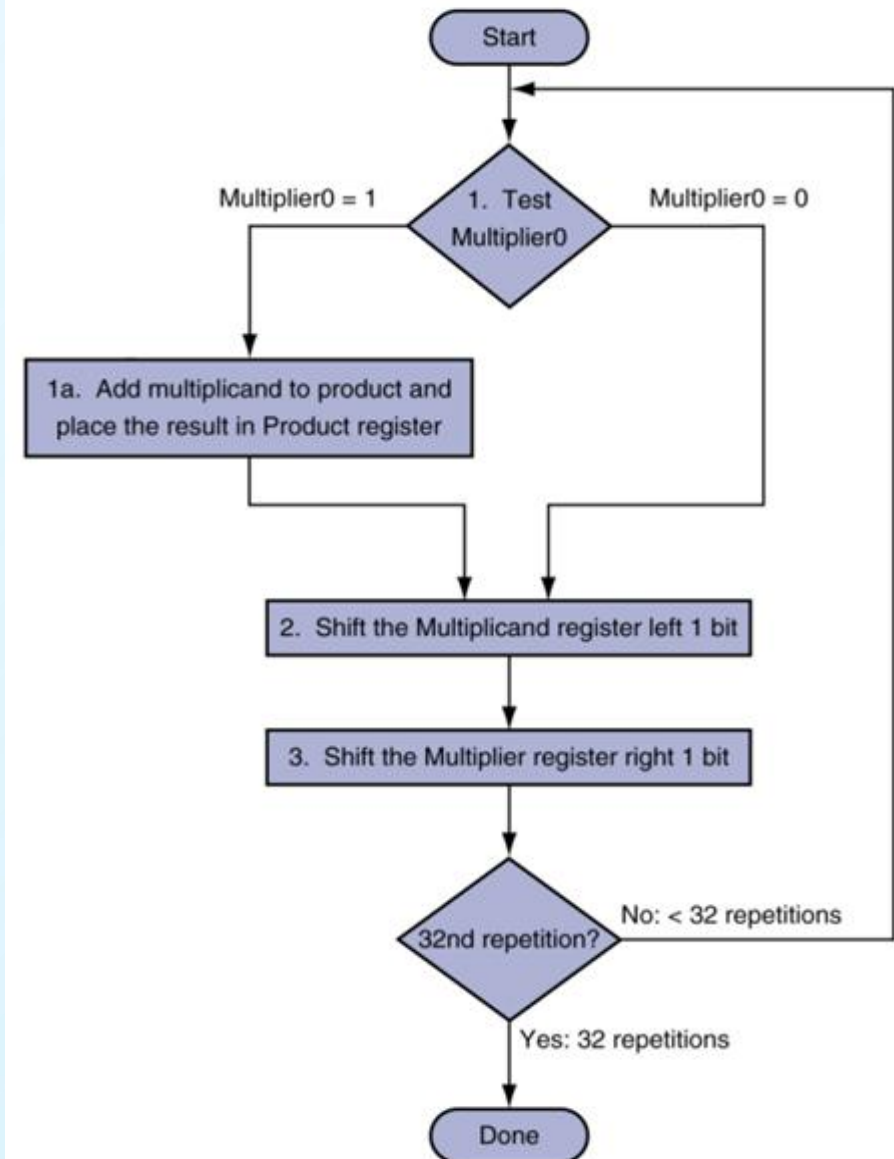 Start
Multiplier0 = 1
1. Test
Multiplier0
Multiplier0 = 0
1a. Add multiplicand to product and
place the result in Product register
2. Shift the Multiplicand register left 1 bit
3. Shift the Multiplier register right 1 bit
32nd repetition?
No: < 32 repetitions
Yes: 32 repetitions
Done